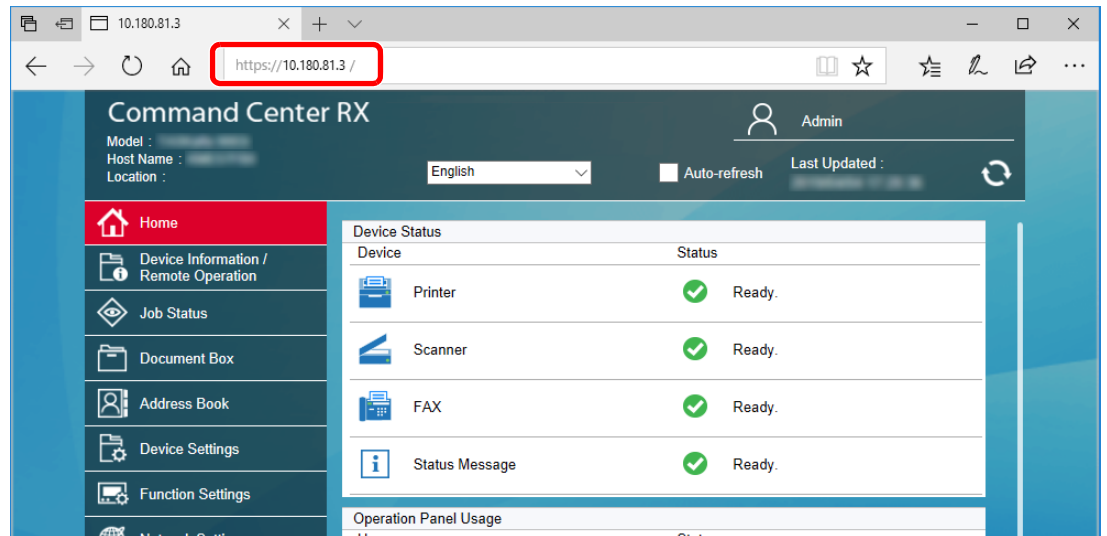 10.180.81.3
https://10.180.81.3 /
Command Center RX
Model :
Host Name :
Location :
English
Auto-refresh
Admin
Last Updated :
Home
Device Information /
Remote Operation
Job Status
Document Box
Address Book
Device Settings
Function Settings
Device Status
Device Status
Printer Ready.
Scanner Ready.
FAX Ready.
Status Message Ready.
Operation Panel Usage